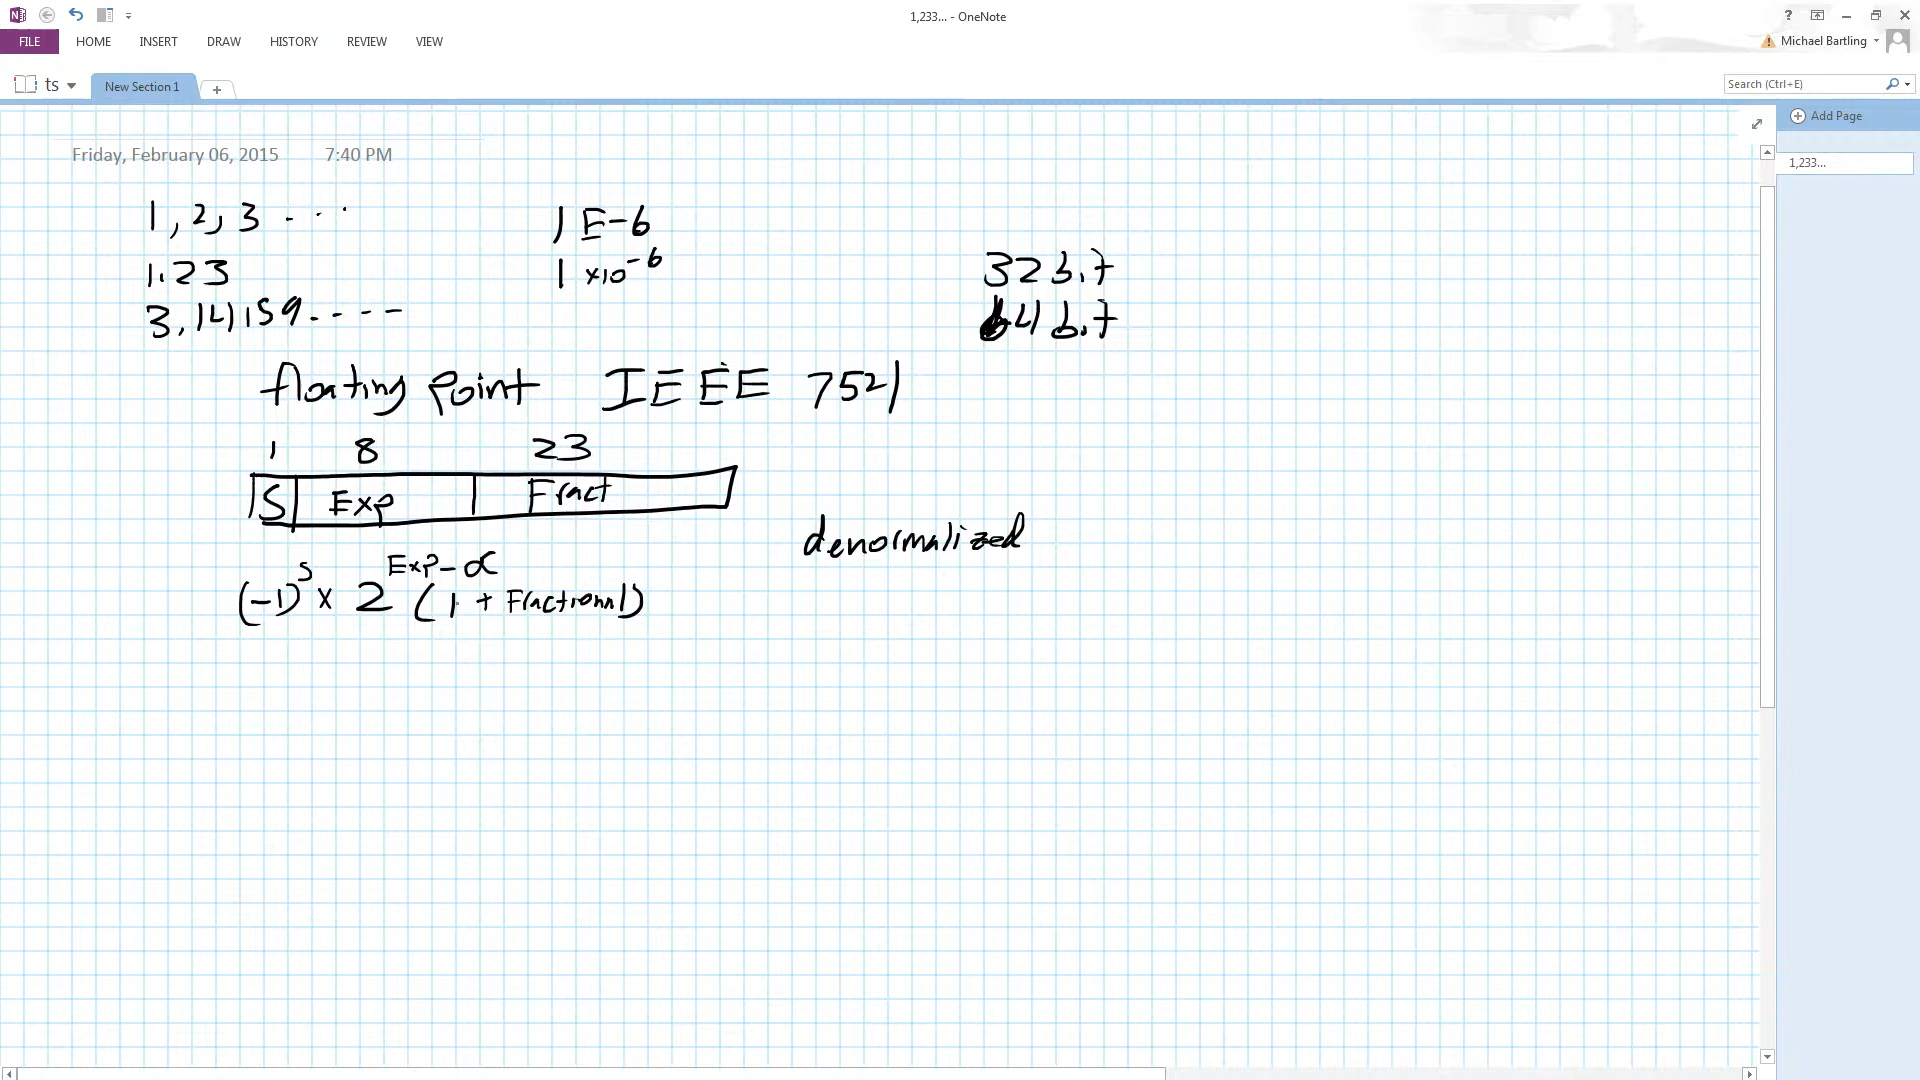 1,233... - OneNote
FILE HOME INSERT DRAW HISTORY REVIEW VIEW
Michael Bartling
ts New Section 1
Search (Ctrl+E)
Add Page
1,233...
Friday, February 06, 2015 7:40 PM
1, 2, 3 ...
1.23
3.14159....
1 E-6
1 x10^-6
floating point IEEE 754
1 8 23
S Exp Fract
denormalized
(-1)^S x 2^Exp-α (1 + Fractional)